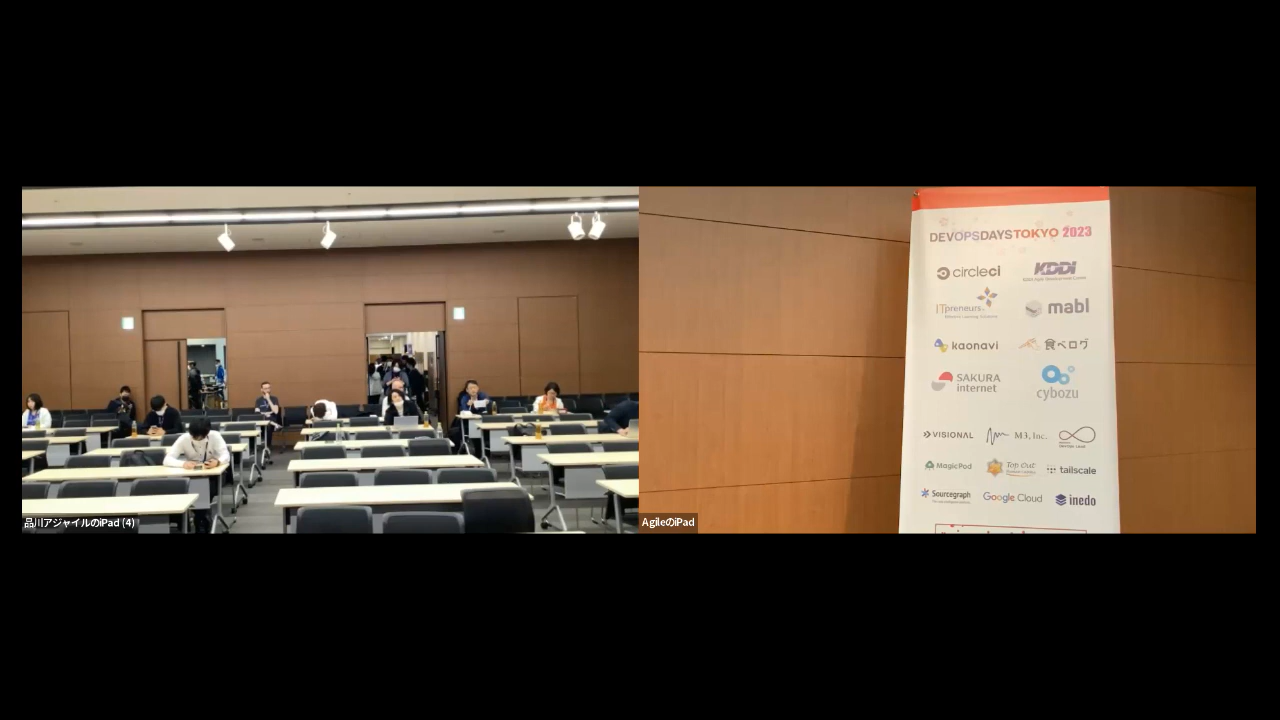 DEVOPSDAYSTOKYO 2023
circleci
KDDI
ITpreneurs
mabl
kaonavi
食べログ
SAKURA internet
cybozu
VISIONAL
M3, Inc.
MagicPod
Top Out
tailscale
Sourcegraph
Google Cloud
inedo
品川アジャイルのiPad (4)
AgileのiPad